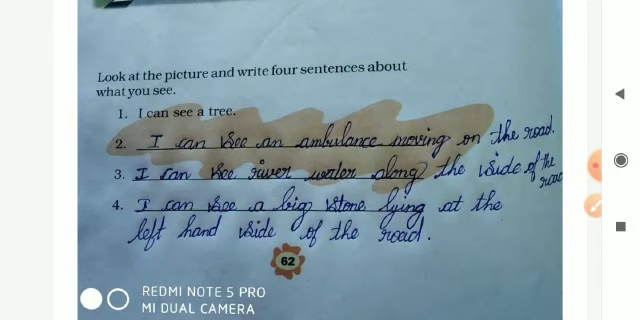 Look at the picture and write four sentences about
what you see.
1. I can see a tree.
2. I can see an ambulance moving on the road.
3. I can see river water along the side of the
road
4. I can see a big stone lying at the
left hand side of the road.
62
REDMI NOTE 5 PRO
MI DUAL CAMERA